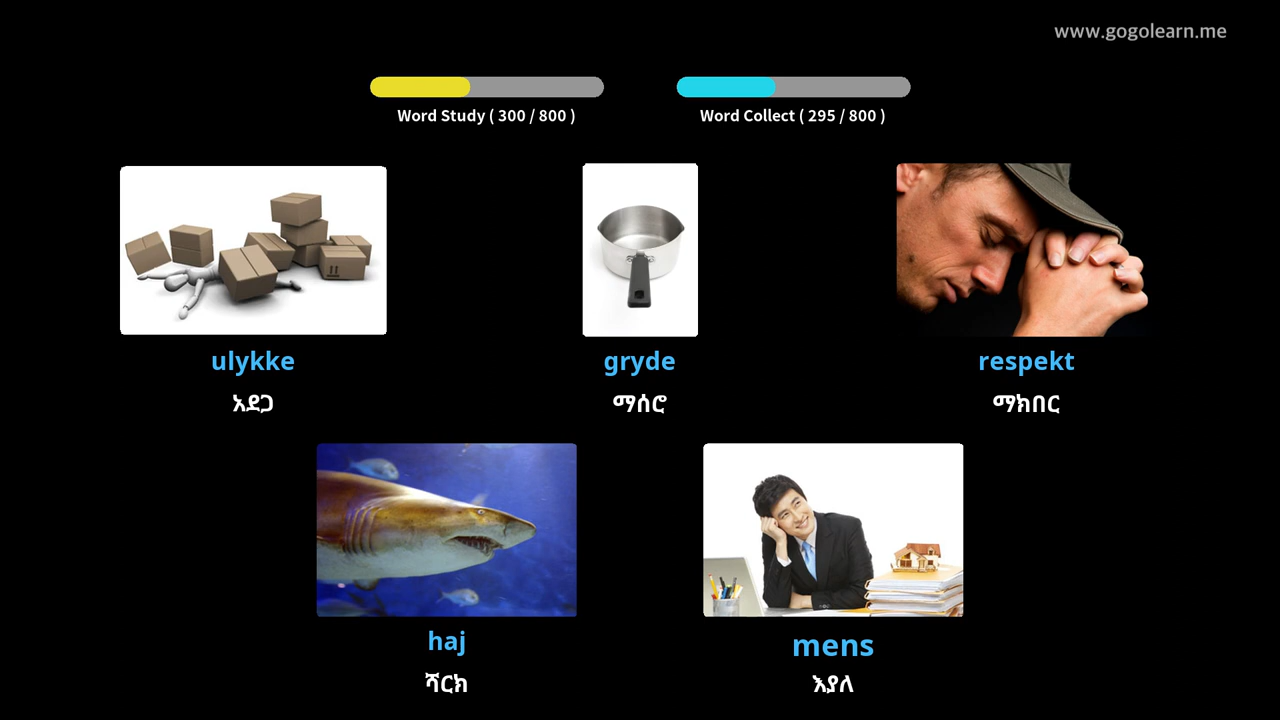 www.gogolearn.me
Word Study ( 300 / 800 )
Word Collect ( 295 / 800 )
ulykke
gryde
respekt
አደጋ
ማሰሮ
ማክበር
haj
mens
ሻርክ
እያለ